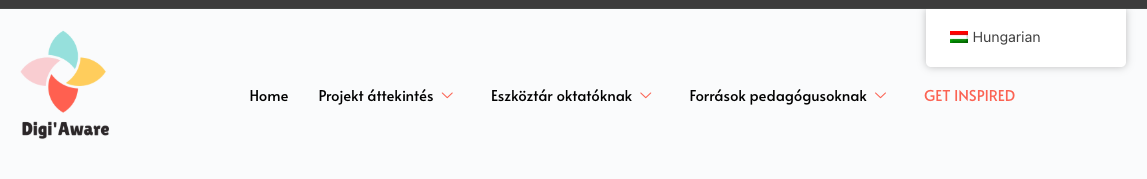 Hungarian
Home Projekt áttekintés Eszköztár oktatóknak Források pedagógusoknak GET INSPIRED
Digi'Aware